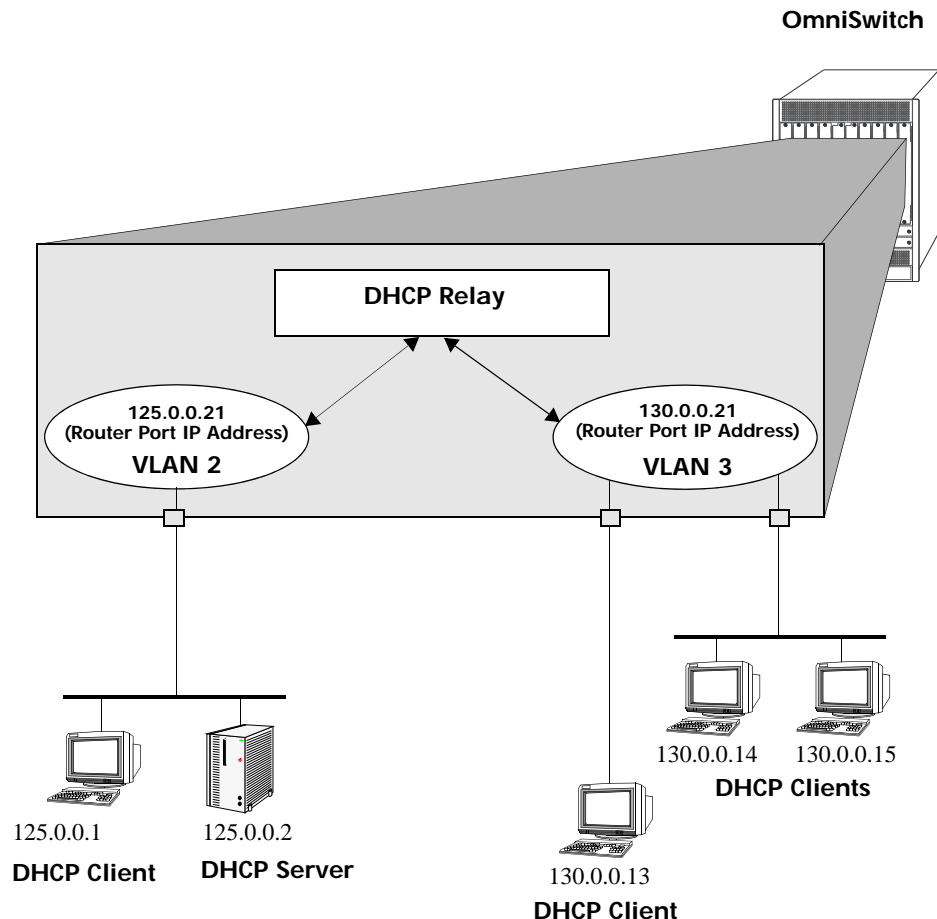 OmniSwitch
DHCP Relay
125.0.0.21
(Router Port IP Address)
VLAN 2
130.0.0.21
(Router Port IP Address)
VLAN 3
130.0.0.14
130.0.0.15
DHCP Clients
125.0.0.1
DHCP Client
125.0.0.2
DHCP Server
130.0.0.13
DHCP Client